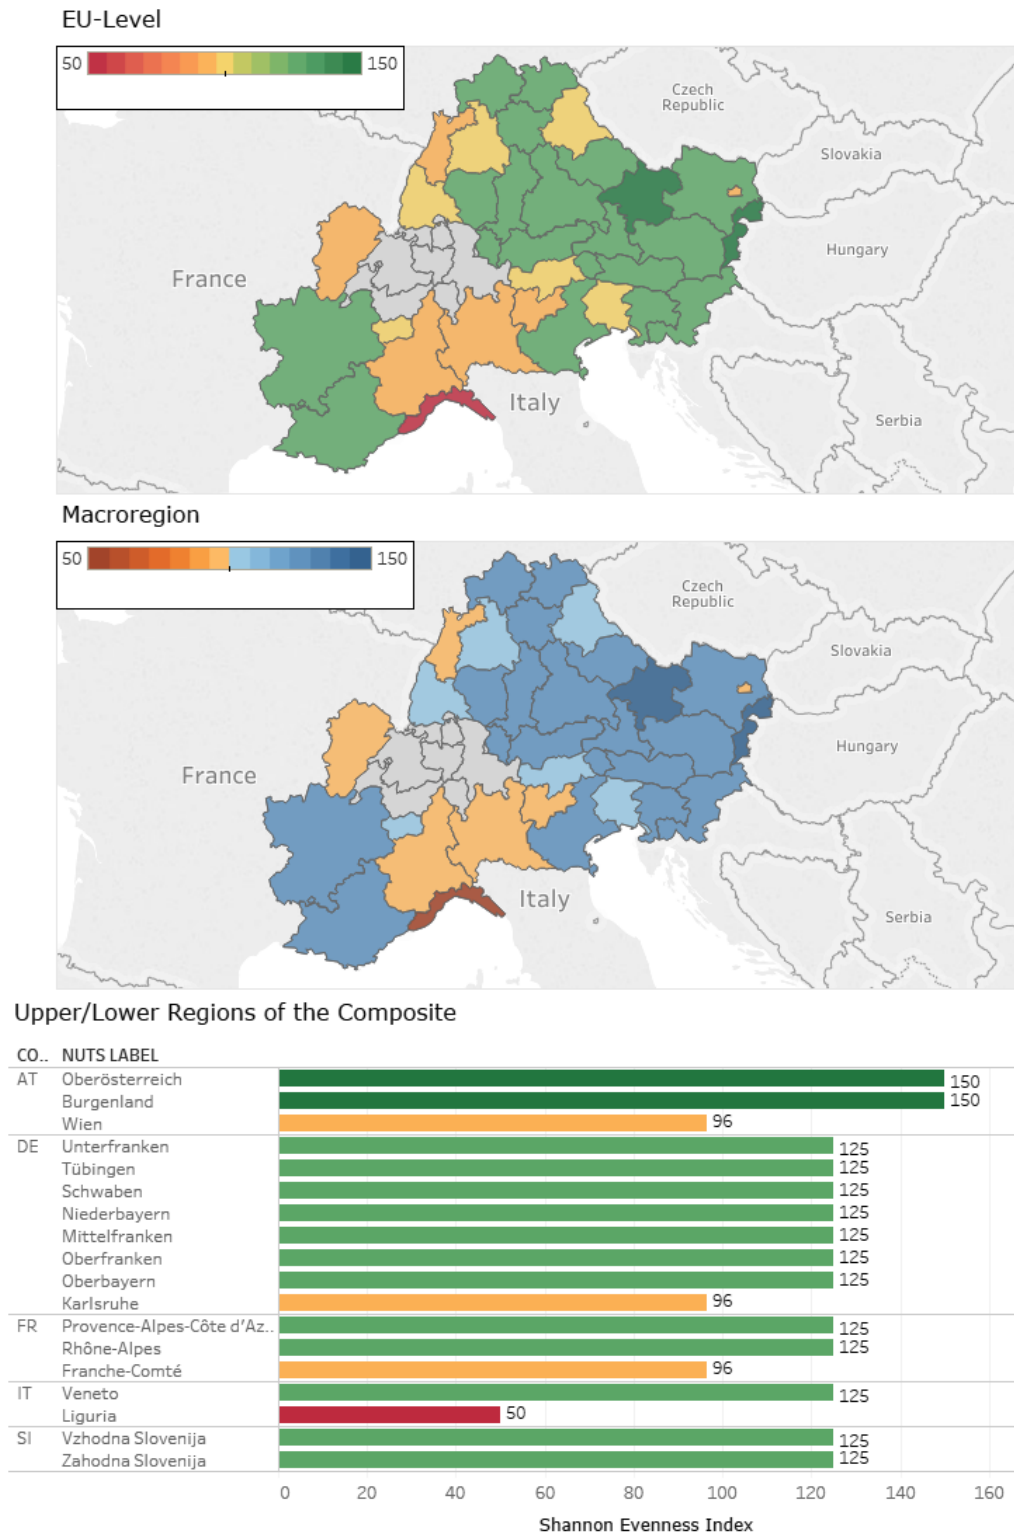 EU-Level
50 150
Czech
Republic
Slovakia
Hungary
France
Italy
Serbia
Macroregion
50 150
Czech
Republic
Slovakia
Hungary
France
Italy
Serbia
Upper/Lower Regions of the Composite
CO.. NUTS LABEL
AT Oberösterreich 150
Burgenland 150
Wien 96
DE Unterfranken 125
Tübingen 125
Schwaben 125
Niederbayern 125
Mittelfranken 125
Oberfranken 125
Oberbayern 125
Karlsruhe 96
FR Provence-Alpes-Côte d'Az.. 125
Rhône-Alpes 125
Franche-Comté 96
IT Veneto 125
Liguria 50
SI Vzhodna Slovenija 125
Zahodna Slovenija 125
0 20 40 60 80 100 120 140 160
Shannon Evenness Index